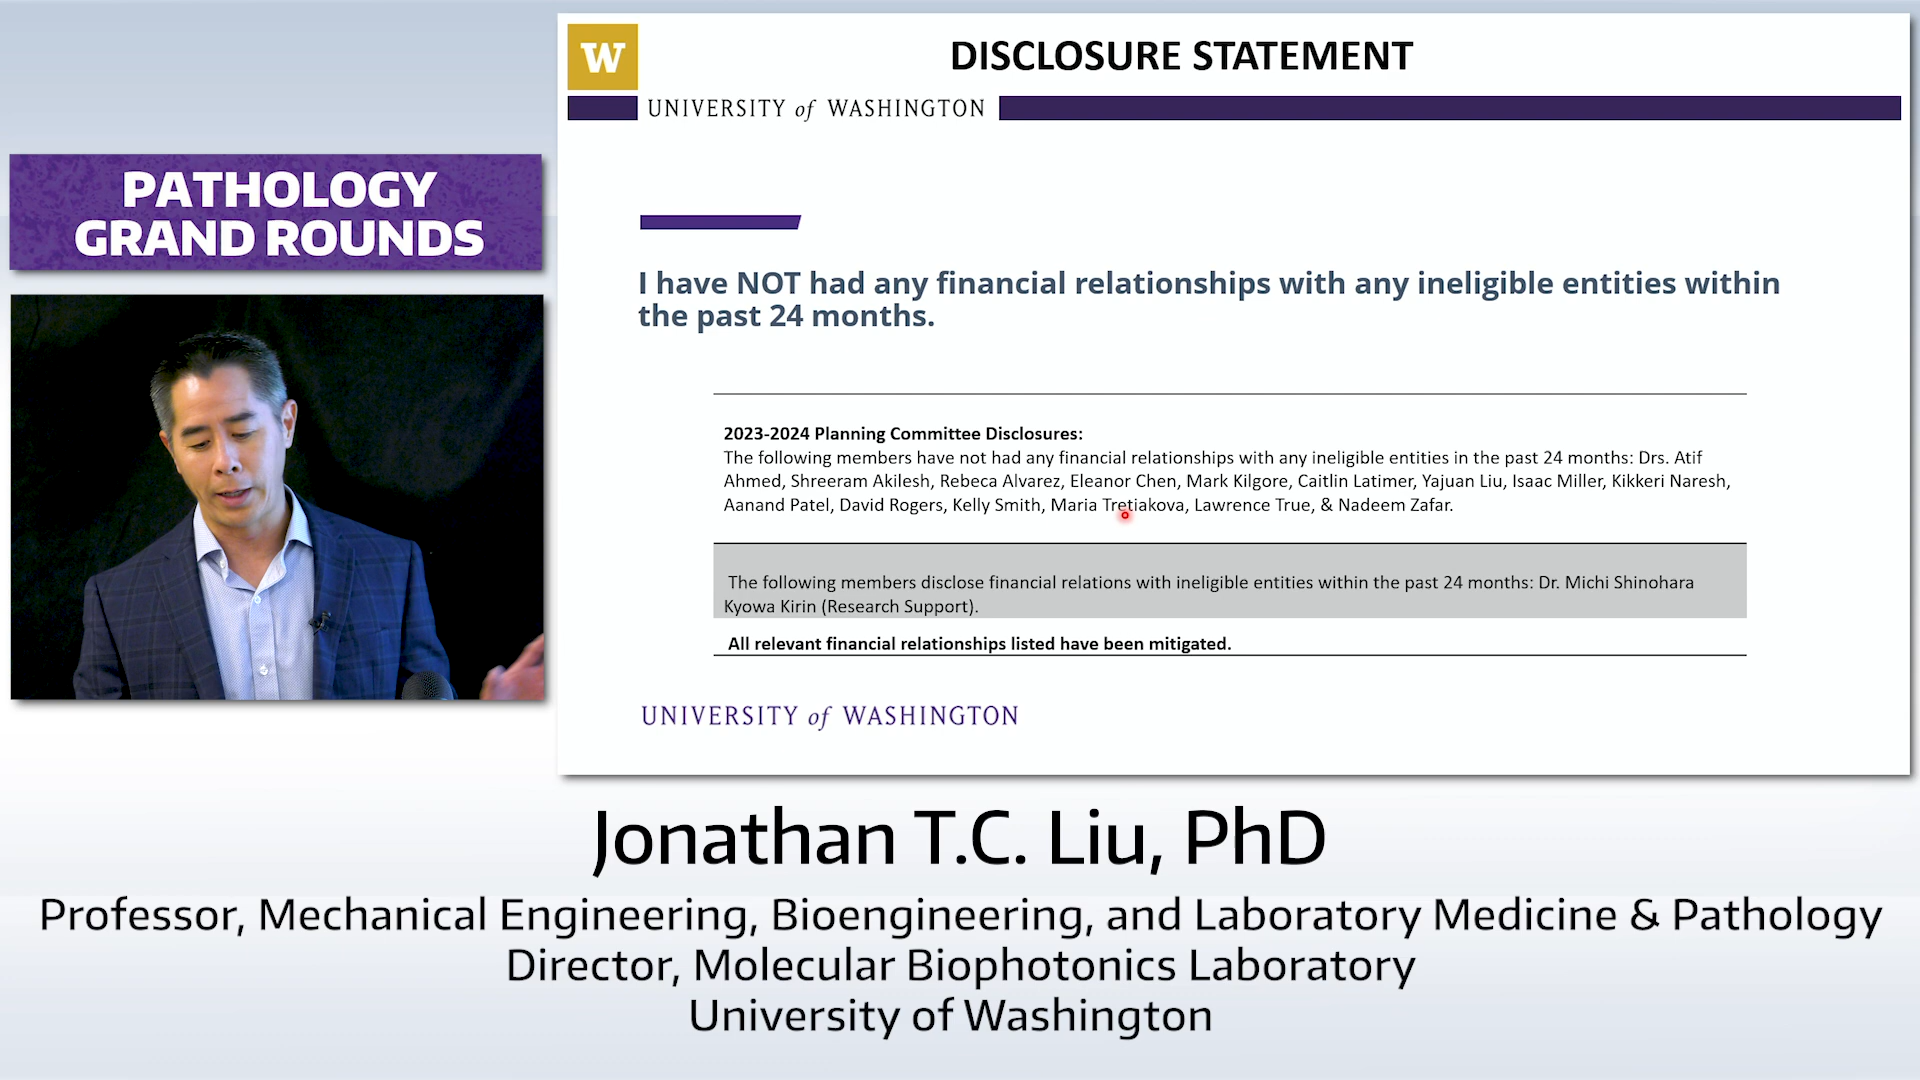 PATHOLOGY
GRAND ROUNDS
W
DISCLOSURE STATEMENT
UNIVERSITY of WASHINGTON
I have NOT had any financial relationships with any ineligible entities within
the past 24 months.
2023-2024 Planning Committee Disclosures:
The following members have not had any financial relationships with any ineligible entities in the past 24 months: Drs. Atif
Ahmed, Shreeram Akilesh, Rebeca Alvarez, Eleanor Chen, Mark Kilgore, Caitlin Latimer, Yajuan Liu, Isaac Miller, Kikkeri Naresh,
Aanand Patel, David Rogers, Kelly Smith, Maria Tretiakova, Lawrence True, & Nadeem Zafar.
The following members disclose financial relations with ineligible entities within the past 24 months: Dr. Michi Shinohara
Kyowa Kirin (Research Support).
All relevant financial relationships listed have been mitigated.
UNIVERSITY of WASHINGTON
Jonathan T.C. Liu, PhD
Professor, Mechanical Engineering, Bioengineering, and Laboratory Medicine & Pathology
Director, Molecular Biophotonics Laboratory
University of Washington